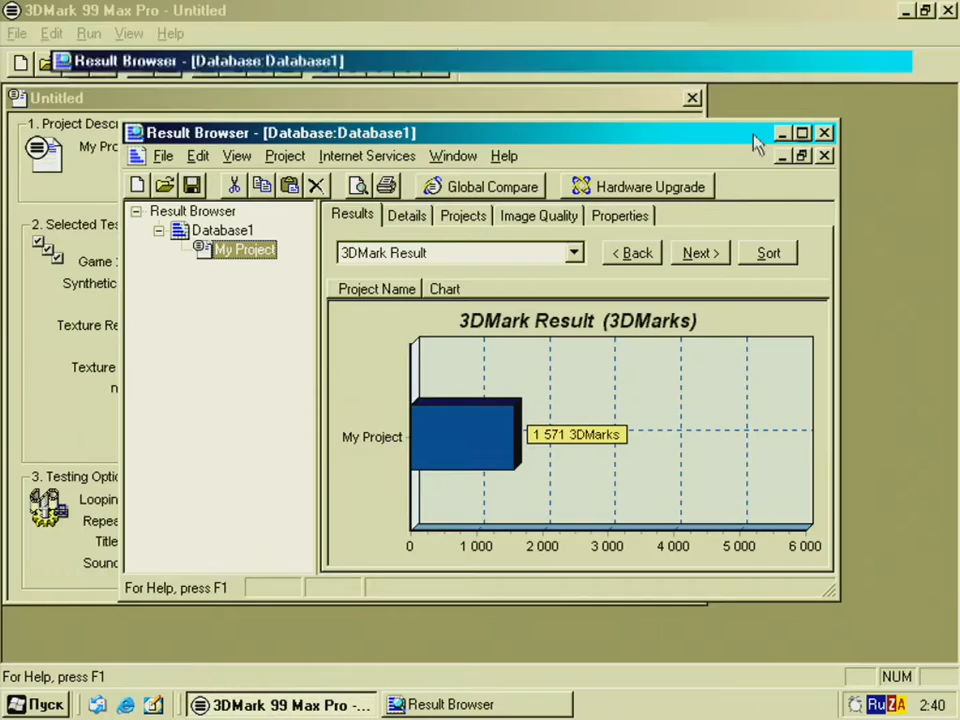 3DMark 99 Max Pro - Untitled
File Edit Run View Help
Result Browser - [Database:Database1]
Untitled
1. Project Descr
My Pro
2. Selected Te
Game
Synthetic
Texture Re
Texture
n
3. Testing Optio
Looping
Repea
Title
Soun
Result Browser - [Database:Database1]
File Edit View Project Internet Services Window Help
Global Compare Hardware Upgrade
Result Browser
Database1
My Project
Results Details Projects Image Quality Properties
3DMark Result < Back Next > Sort
Project Name Chart
3DMark Result (3DMarks)
My Project 1 571 3DMarks
0 1 000 2 000 3 000 4 000 5 000 6 000
For Help, press F1
For Help, press F1 NUM
Пуск 3DMark 99 Max Pro -... Result Browser Ru ZA 2:40